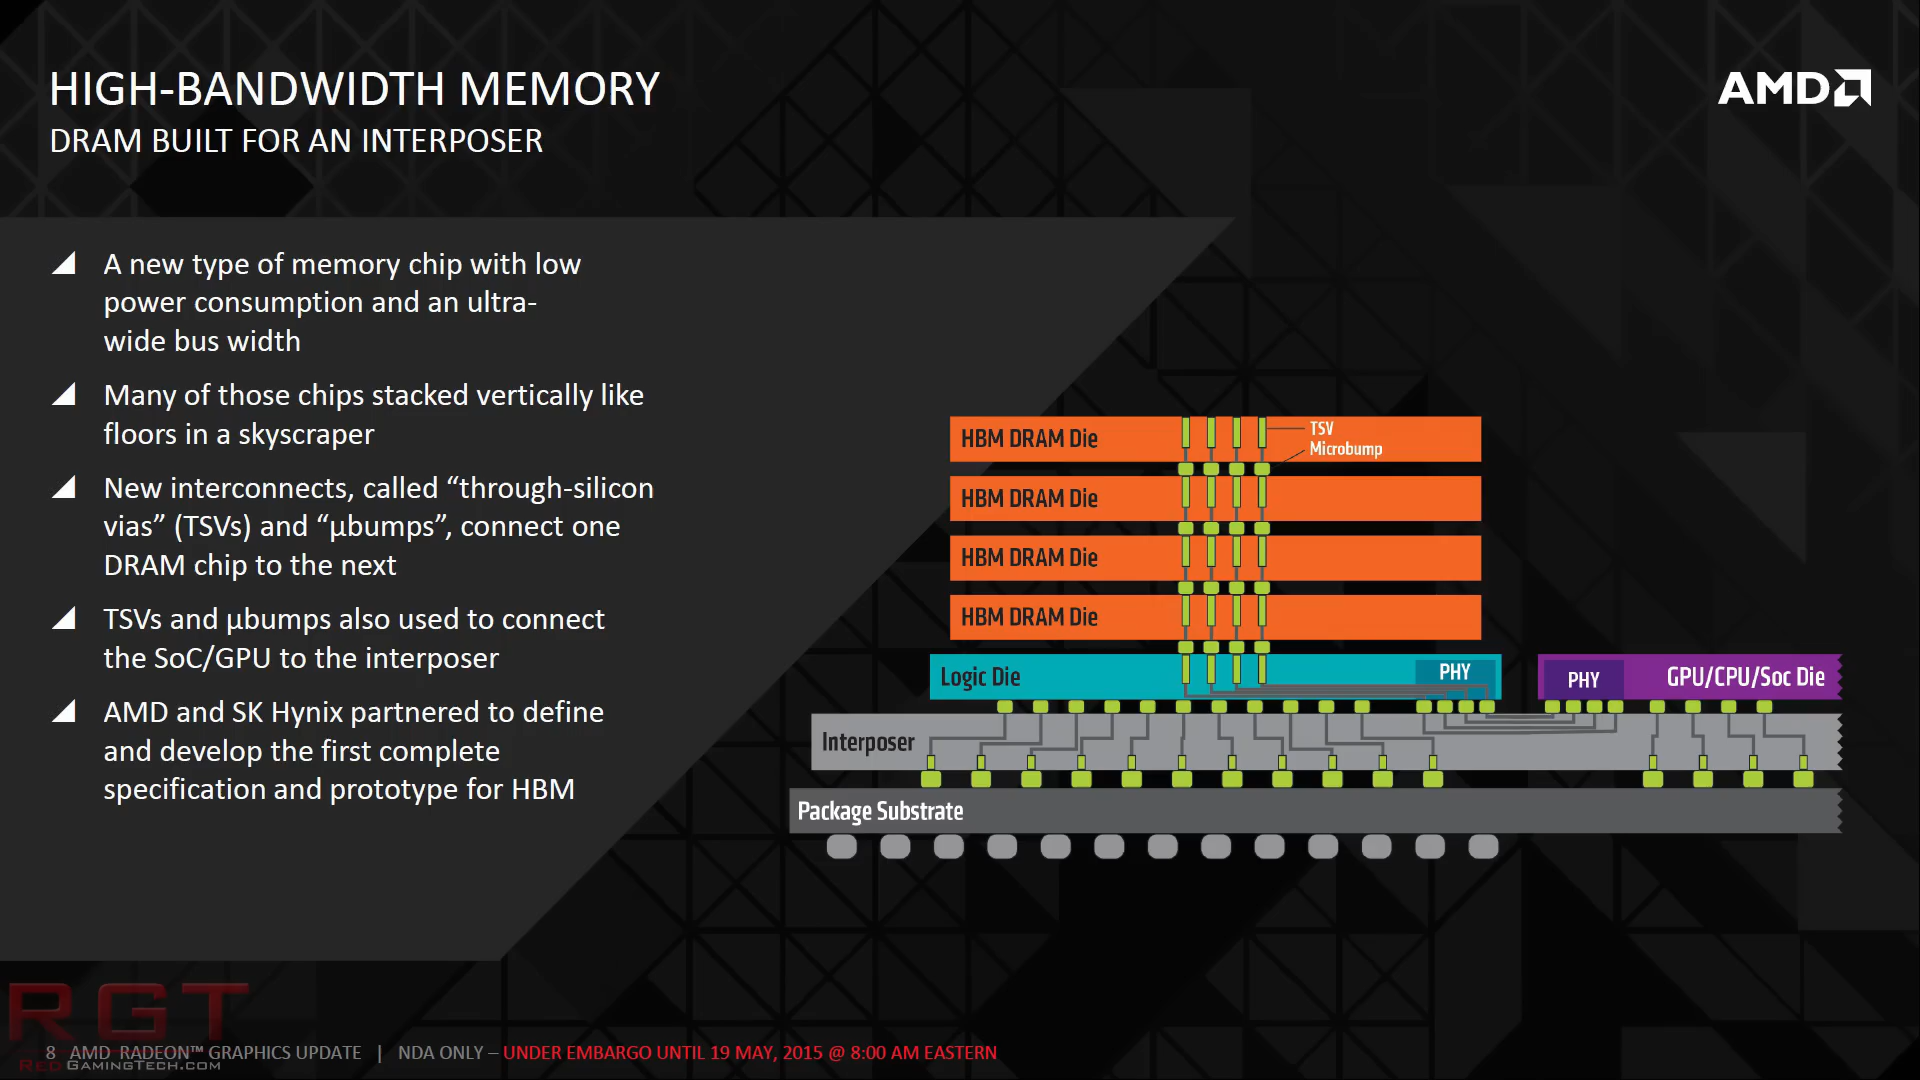 HIGH-BANDWIDTH MEMORY
DRAM BUILT FOR AN INTERPOSER
AMD
A new type of memory chip with low
power consumption and an ultra-
wide bus width
Many of those chips stacked vertically like
floors in a skyscraper
New interconnects, called “through-silicon
vias” (TSVs) and “µbumps”, connect one
DRAM chip to the next
TSVs and µbumps also used to connect
the SoC/GPU to the interposer
AMD and SK Hynix partnered to define
and develop the first complete
specification and prototype for HBM
HBM DRAM Die
TSV
Microbump
HBM DRAM Die
HBM DRAM Die
HBM DRAM Die
Logic Die
PHY
PHY
GPU/CPU/Soc Die
Interposer
Package Substrate
RGT
8 AMD RADEON™ GRAPHICS UPDATE | NDA ONLY – UNDER EMBARGO UNTIL 19 MAY, 2015 @ 8:00 AM EASTERN
REDGAMINGTECH.COM